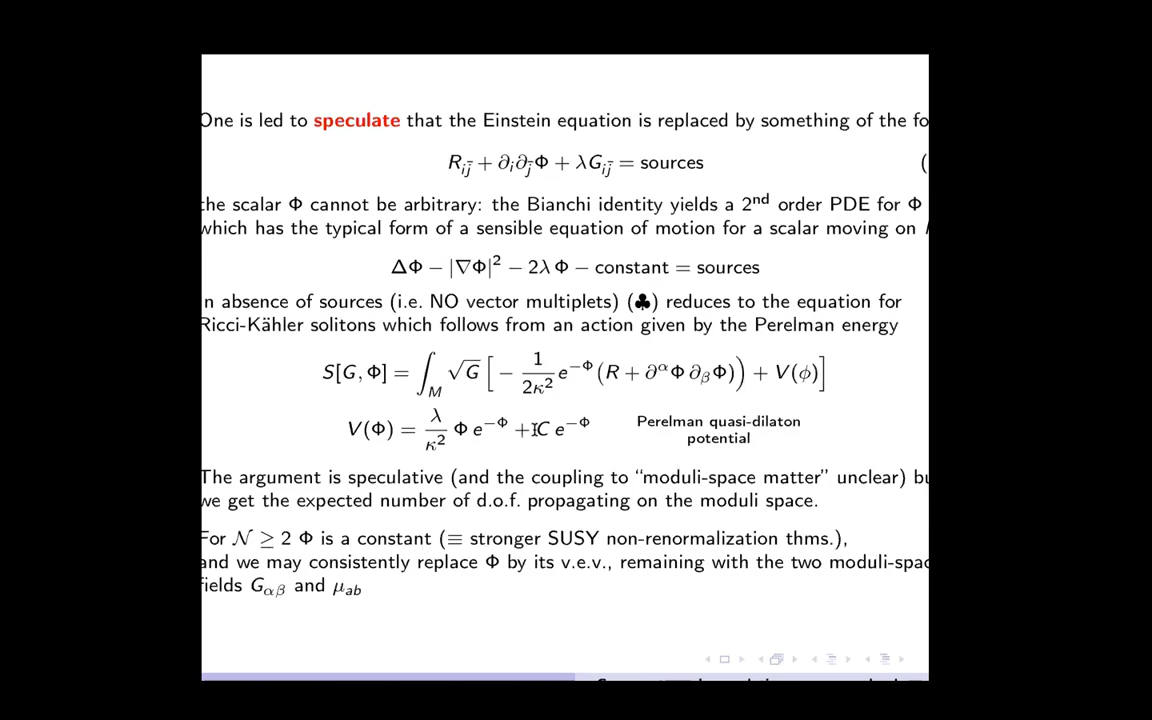 One is led to speculate that the Einstein equation is replaced by something of the fo
R_{i\bar{j}} + ∂_i∂_{\bar{j}}Φ + λG_{i\bar{j}} = sources (
the scalar Φ cannot be arbitrary: the Bianchi identity yields a 2nd order PDE for Φ
which has the typical form of a sensible equation of motion for a scalar moving on
ΔΦ − |∇Φ|² − 2λ Φ − constant = sources
n absence of sources (i.e. NO vector multiplets) (♣) reduces to the equation for
Ricci-Kähler solitons which follows from an action given by the Perelman energy
S[G, Φ] = ∫_M √G [ − 1/(2κ²) e^{−Φ} (R + ∂^αΦ ∂_βΦ) ) + V(ϕ) ]
V(Φ) = λ/κ² Φ e^{−Φ} + C e^{−Φ} Perelman quasi-dilaton
potential
The argument is speculative (and the coupling to “moduli-space matter” unclear) bu
we get the expected number of d.o.f. propagating on the moduli space.
For 𝒩 ≥ 2 Φ is a constant (≡ stronger SUSY non-renormalization thms.),
and we may consistently replace Φ by its v.e.v., remaining with the two moduli-spac
fields G_{αβ} and μ_{ab}